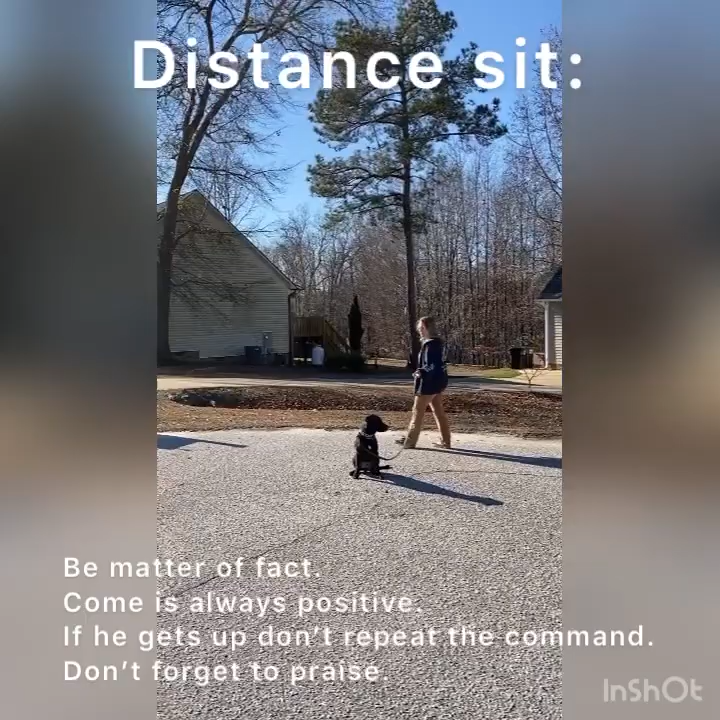 Distance sit:
Be matter of fact.
Come is always positive.
If he gets up don't repeat the command.
Don't forget to praise.
InShOt